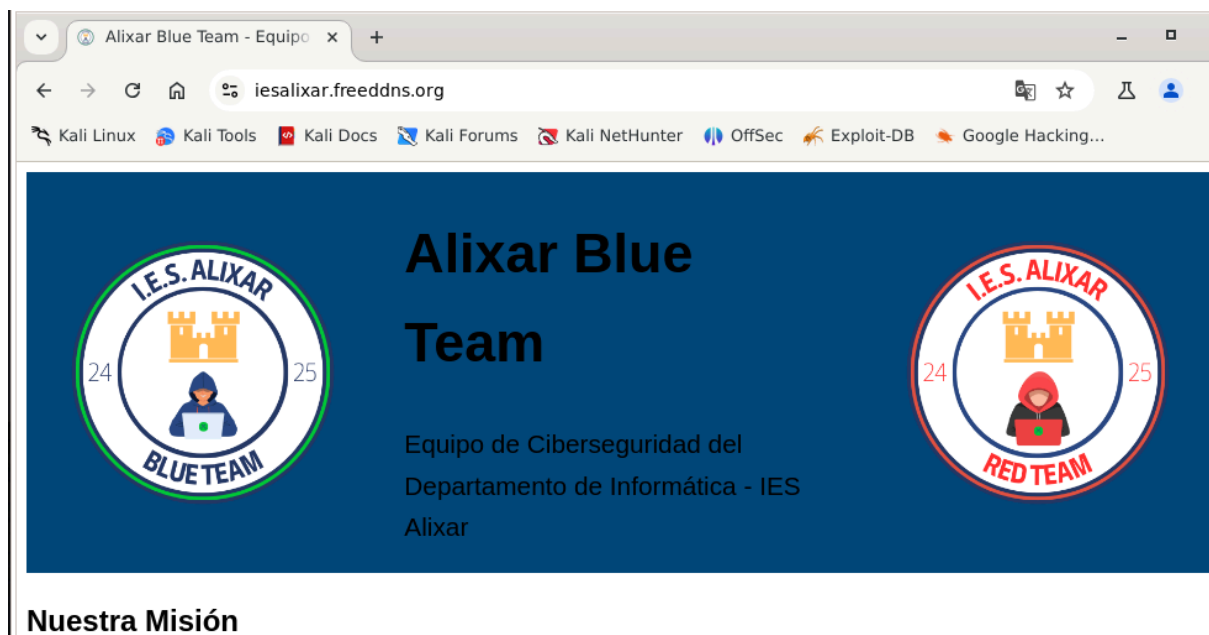 Alixar Blue Team - Equipo
iesalixar.freeddns.org
Kali Linux Kali Tools Kali Docs Kali Forums Kali NetHunter OffSec Exploit-DB Google Hacking...
I.E.S. ALIXAR
24 25
BLUE TEAM
Alixar Blue
Team
Equipo de Ciberseguridad del
Departamento de Informática - IES
Alixar
I.E.S. ALIXAR
24 25
RED TEAM
Nuestra Misión